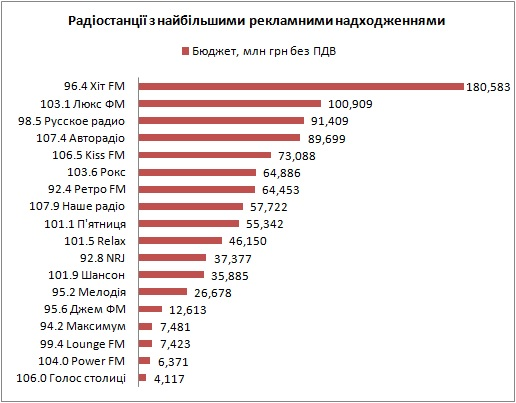 Радіостанції з найбільшими рекламними надходженнями
Бюджет, млн грн без ПДВ
96.4 Хіт FM 180,583
103.1 Люкс ФМ 100,909
98.5 Русское радио 91,409
107.4 Авторадіо 89,699
106.5 Kiss FM 73,088
103.6 Рокс 64,886
92.4 Ретро FM 64,453
107.9 Наше радіо 57,722
101.1 П'ятниця 55,342
101.5 Relax 46,150
92.8 NRJ 37,377
101.9 Шансон 35,885
95.2 Мелодія 26,678
95.6 Джем ФМ 12,613
94.2 Максимум 7,481
99.4 Lounge FM 7,423
104.0 Power FM 6,371
106.0 Голос столиці 4,117